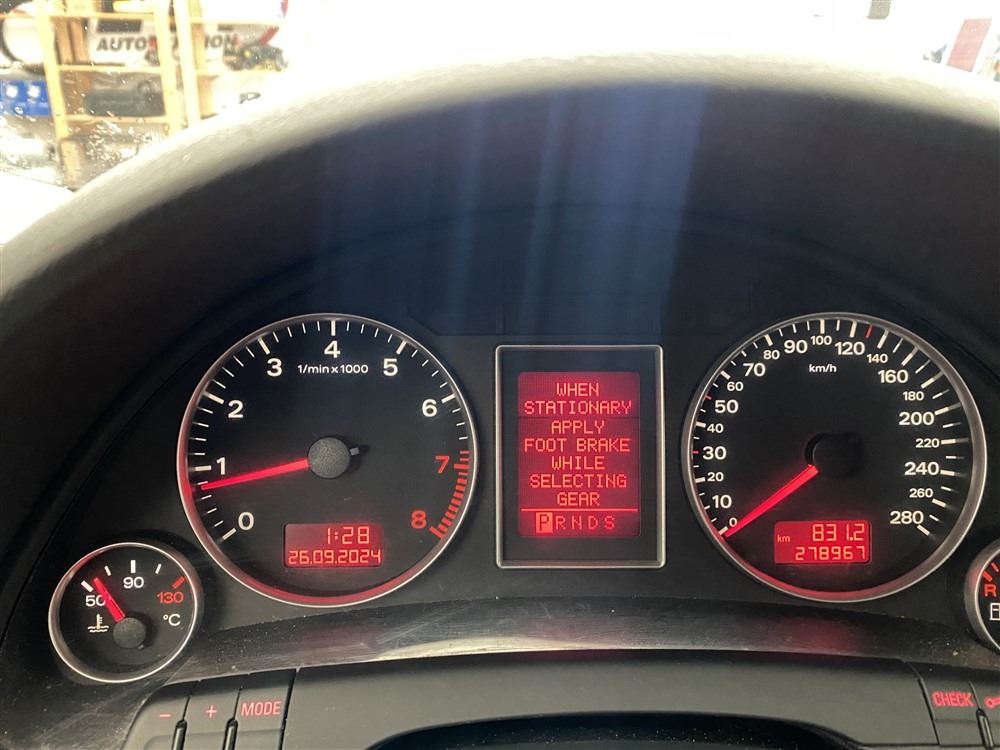 AUTO
4
3
1/min x 1000
5
2
6
1
7
0
8
1:28
26.09.2024
50
90
130
°C
WHEN
STATIONARY
APPLY
FOOT BRAKE
WHILE
SELECTING
GEAR
P R N D S
100
90
120
80
140
70
km/h
160
60
180
50
200
40
220
30
240
20
260
10
280
0
km 831.2
278967
R
- + MODE
CHECK